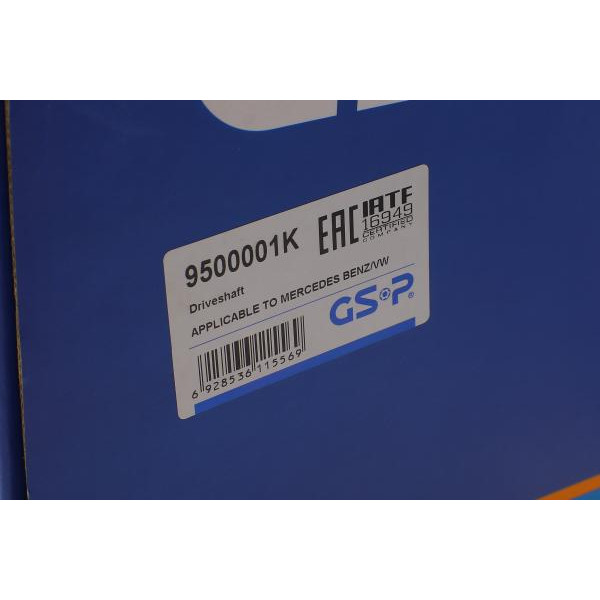 9500001K
EAC
IATF
16949
CERTIFIED
COMPANY
Driveshaft
APPLICABLE TO MERCEDES BENZ/VW
GSP®
6 928536 115569